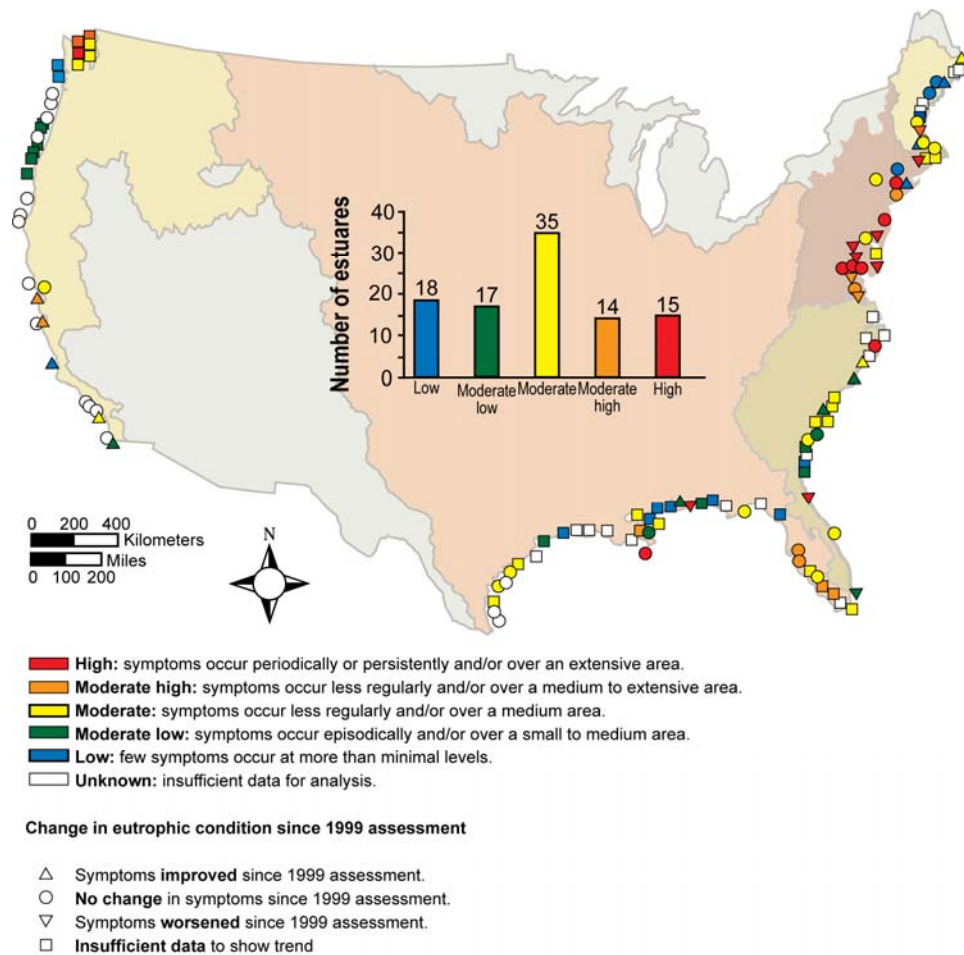 40
30
20
10
0
Number of estuares
18
17
35
14
15
Low
Moderate low
Moderate
Moderate high
High
0 200 400
Kilometers
Miles
0 100 200
N
High: symptoms occur periodically or persistently and/or over an extensive area.
Moderate high: symptoms occur less regularly and/or over a medium to extensive area.
Moderate: symptoms occur less regularly and/or over a medium area.
Moderate low: symptoms occur episodically and/or over a small to medium area.
Low: few symptoms occur at more than minimal levels.
Unknown: insufficient data for analysis.
Change in eutrophic condition since 1999 assessment
Symptoms improved since 1999 assessment.
No change in symptoms since 1999 assessment.
Symptoms worsened since 1999 assessment.
Insufficient data to show trend